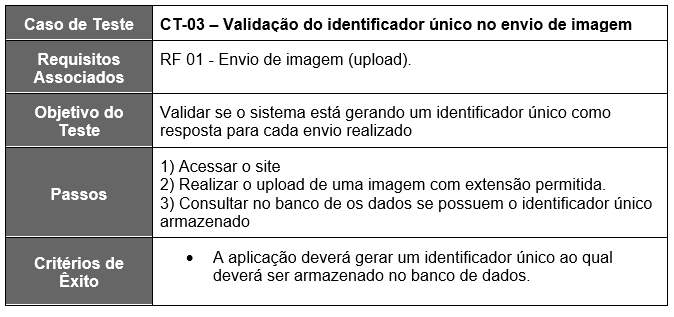 Caso de Teste
CT-03 – Validação do identificador único no envio de imagem
Requisitos
Associados
RF 01 - Envio de imagem (upload).
Objetivo do
Teste
Validar se o sistema está gerando um identificador único como
resposta para cada envio realizado
Passos
1) Acessar o site
2) Realizar o upload de uma imagem com extensão permitida.
3) Consultar no banco de os dados se possuem o identificador único
armazenado
Critérios de
Êxito
• A aplicação deverá gerar um identificador único ao qual
deverá ser armazenado no banco de dados.